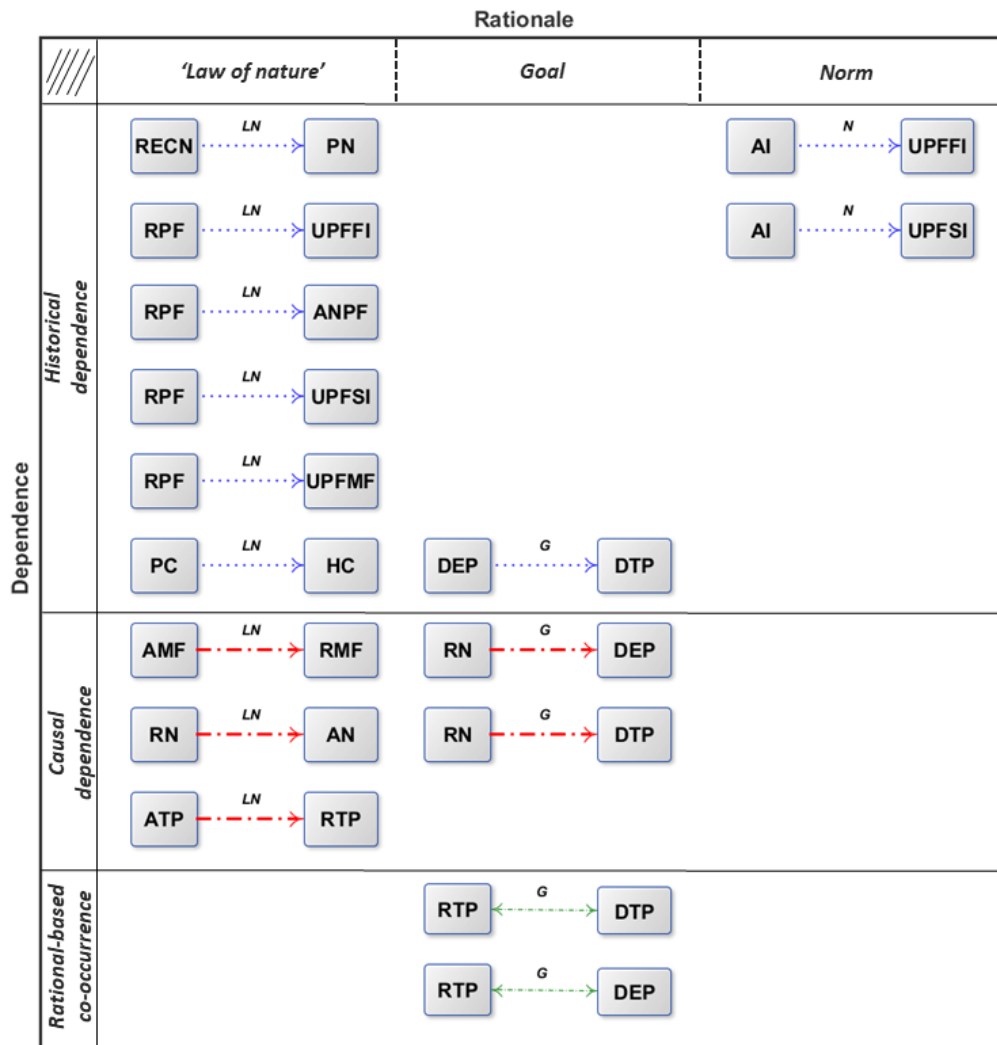 Rationale
'Law of nature' Goal Norm
Dependence
Historical
dependence
LN N
RECN PN AI UPFFI
LN N
RPF UPFFI AI UPFSI
LN
RPF ANPF
LN
RPF UPFSI
LN
RPF UPFMF
LN G
PC HC DEP DTP
Causal
dependence
LN G
AMF RMF RN DEP
LN G
RN AN RN DTP
LN
ATP RTP
Rational-based
co-occurrence
G
RTP DTP
G
RTP DEP